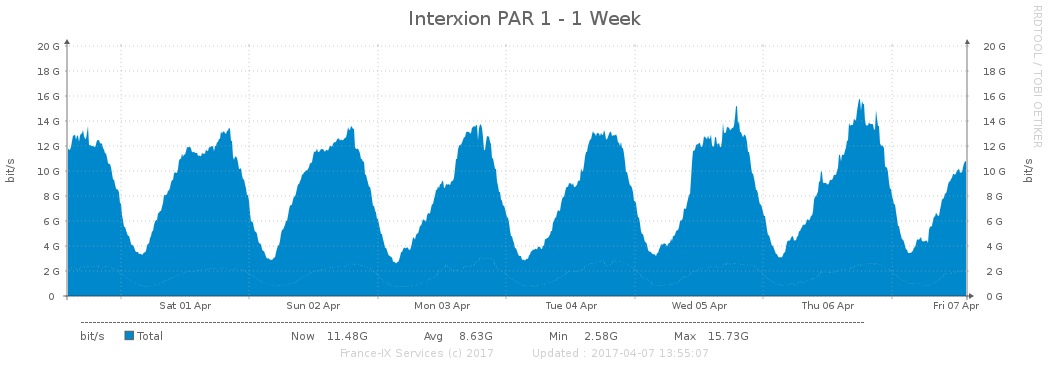 Interxion PAR 1 - 1 Week
RRDTOOL / TOBI OETIKER
bit/s
20 G 20 G
18 G 18 G
16 G 16 G
14 G 14 G
12 G 12 G
10 G 10 G
8 G 8 G
6 G 6 G
4 G 4 G
2 G 2 G
0 0 G
bit/s
Sat 01 Apr Sun 02 Apr Mon 03 Apr Tue 04 Apr Wed 05 Apr Thu 06 Apr Fri 07 Apr
bit/s Total Now 11.48G Avg 8.63G Min 2.58G Max 15.73G
France-IX Services (c) 2017 Updated : 2017-04-07 13:55:07